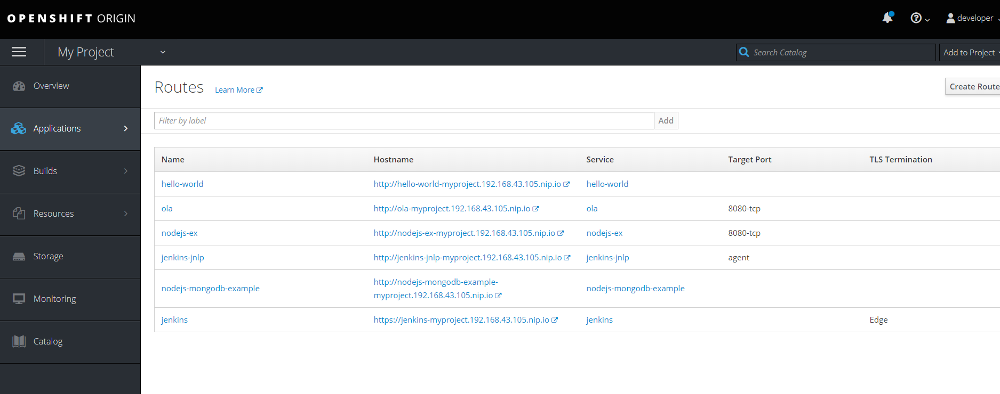 OPENSHIFT ORIGIN
developer
My Project
Search Catalog
Add to Project
Overview
Applications
Builds
Resources
Storage
Monitoring
Catalog
Routes Learn More
Create Route
Filter by label Add
Name Hostname Service Target Port TLS Termination
hello-world http://hello-world-myproject.192.168.43.105.nip.io hello-world
ola http://ola-myproject.192.168.43.105.nip.io ola 8080-tcp
nodejs-ex http://nodejs-ex-myproject.192.168.43.105.nip.io nodejs-ex 8080-tcp
jenkins-jnlp http://jenkins-jnlp-myproject.192.168.43.105.nip.io jenkins-jnlp agent
nodejs-mongodb-example http://nodejs-mongodb-example-
myproject.192.168.43.105.nip.io nodejs-mongodb-example
jenkins https://jenkins-myproject.192.168.43.105.nip.io jenkins Edge